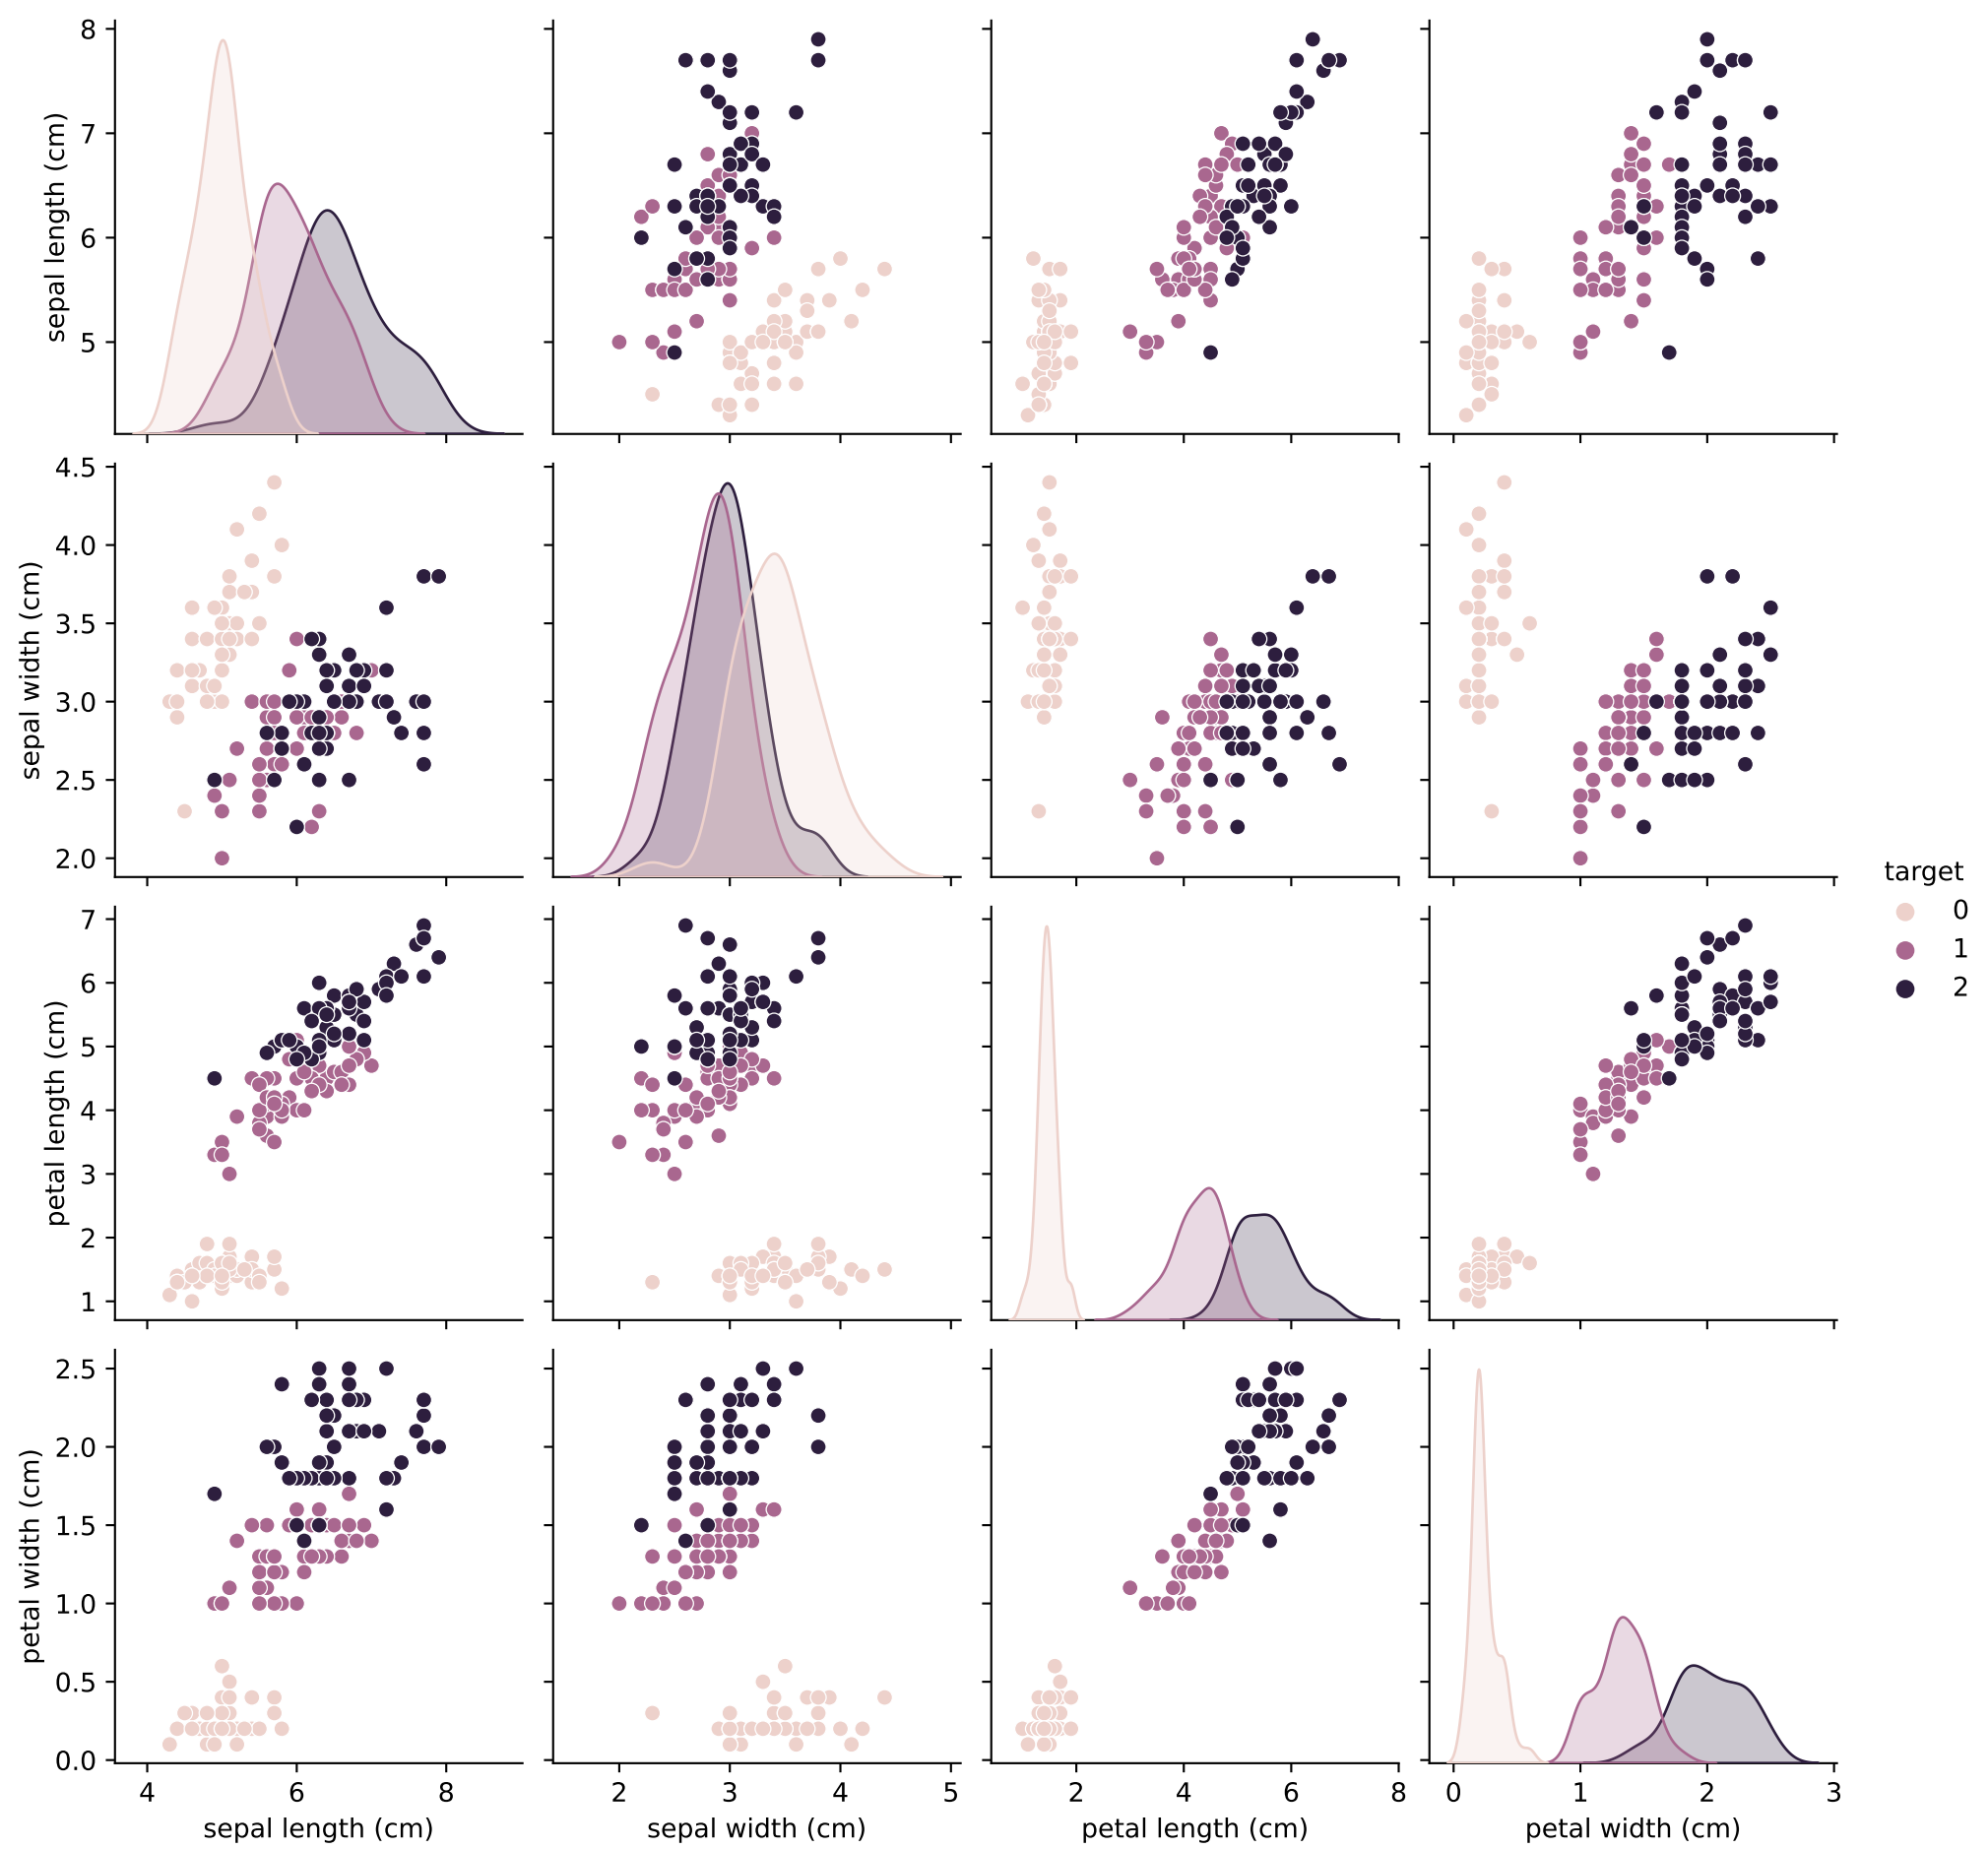 8
7
6
5
sepal length (cm)
4.5
4.0
3.5
3.0
2.5
2.0
sepal width (cm)
target
0
1
2
7
6
5
4
3
2
1
petal length (cm)
2.5
2.0
1.5
1.0
0.5
0.0
petal width (cm)
4 6 8
2 3 4 5
2 4 6 8
0 1 2 3
sepal length (cm)
sepal width (cm)
petal length (cm)
petal width (cm)